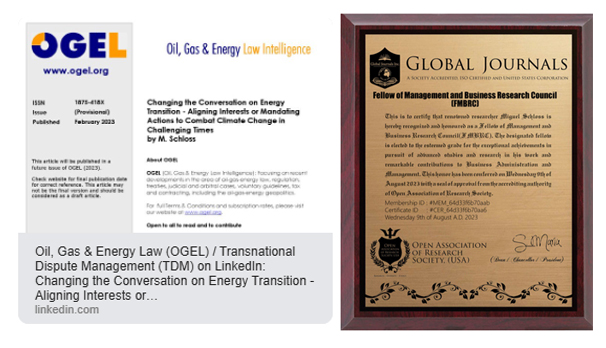 OGEL
www.ogel.org
ISSN 1875-418X
Issue (Provisional)
Published February 2023
This article will be published in a
future issue of OGEL (2023).
Check website for final publication date
for correct reference. This article may
not be the final version and should be
considered as a draft article.
Oil, Gas & Energy Law Intelligence
Changing the Conversation on Energy
Transition - Aligning Interests or Mandating
Actions to Combat Climate Change in
Challenging Times
by M. Schloss
About OGEL
OGEL (Oil, Gas & Energy Law Intelligence): Focusing on recent
developments in the area of oil-gas-energy law, regulation,
treaties, judicial and arbitral cases, voluntary guidelines, tax
and contracting, including the oil-gas-energy geopolitics.
For full Terms & Conditions and subscription rates, please visit
our website at www.ogel.org.
Open to all to read and to contribute
Oil, Gas & Energy Law (OGEL) / Transnational
Dispute Management (TDM) on LinkedIn:
Changing the Conversation on Energy Transition -
Aligning Interests or...
linkedin.com
GLOBAL JOURNALS
A SOCIETY ACCREDITED, ISO CERTIFIED AND UNITED STATES CORPORATION
Fellow of Management and Business Research Council
(FMBRC)
This is to certify that renowned researcher Miguel Schloss is
hereby recognized and honoured as a Fellow of Management and
Business Research Council (FMBRC). The designated fellow
is elected to the esteemed grade for the exceptional achievements in
pursuit of advanced studies and research in his work and
remarkable contributions in Business Administration and
Management. This honor has been conferred on Wednesday 9th of
August 2023 with a seal of approval from the accrediting authority
of Open Association of Research Society.
Membership ID : #MEM_64d33f8b70aab
Certificate ID : #CER_64d33f8b70aa6
Wednesday 9th of August A.D, 2023
OPEN ASSOCIATION
OF RESEARCH
SOCIETY, (USA)
(Dean / Chancellor / President)